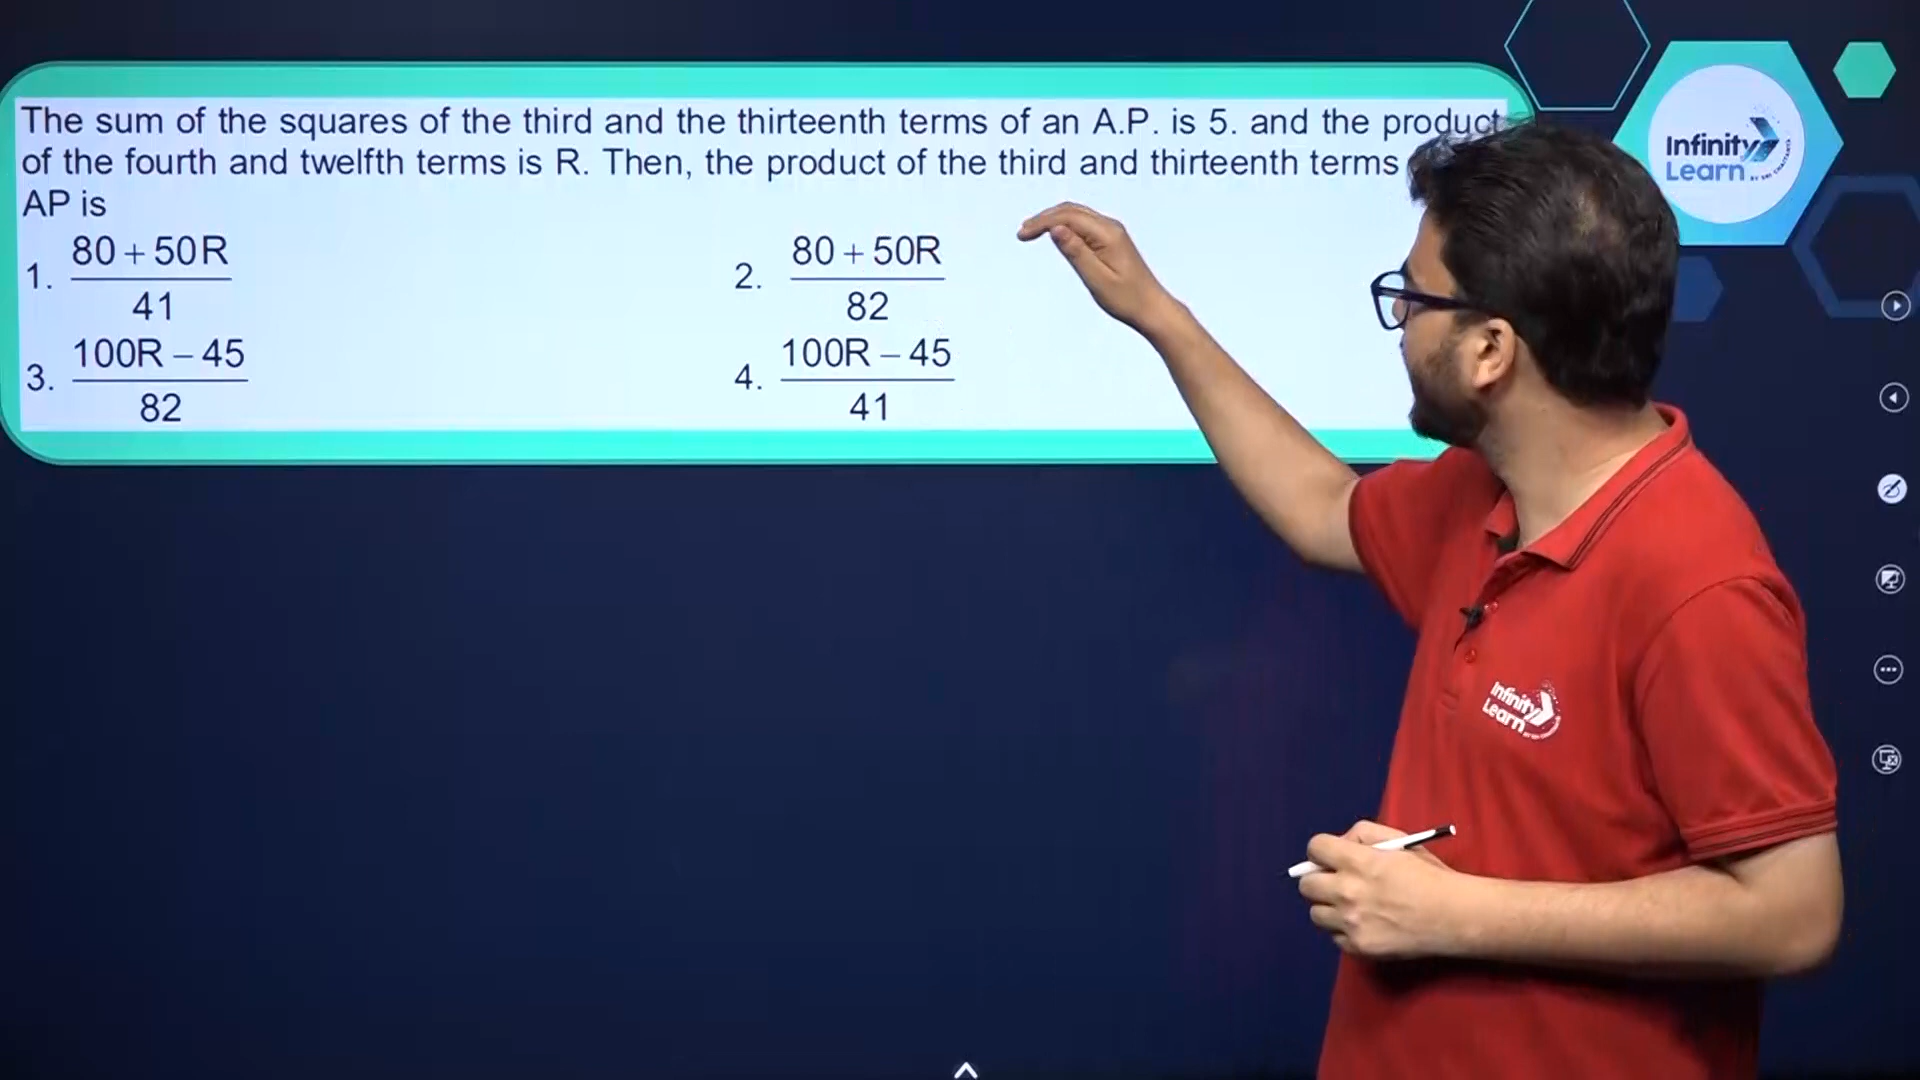 The sum of the squares of the third and the thirteenth terms of an A.P. is 5. and the product
of the fourth and twelfth terms is R. Then, the product of the third and thirteenth terms
AP is
1. (80 + 50R)/41
2. (80 + 50R)/82
3. (100R – 45)/82
4. (100R – 45)/41
Infinity
Learn
Infinity
Learn